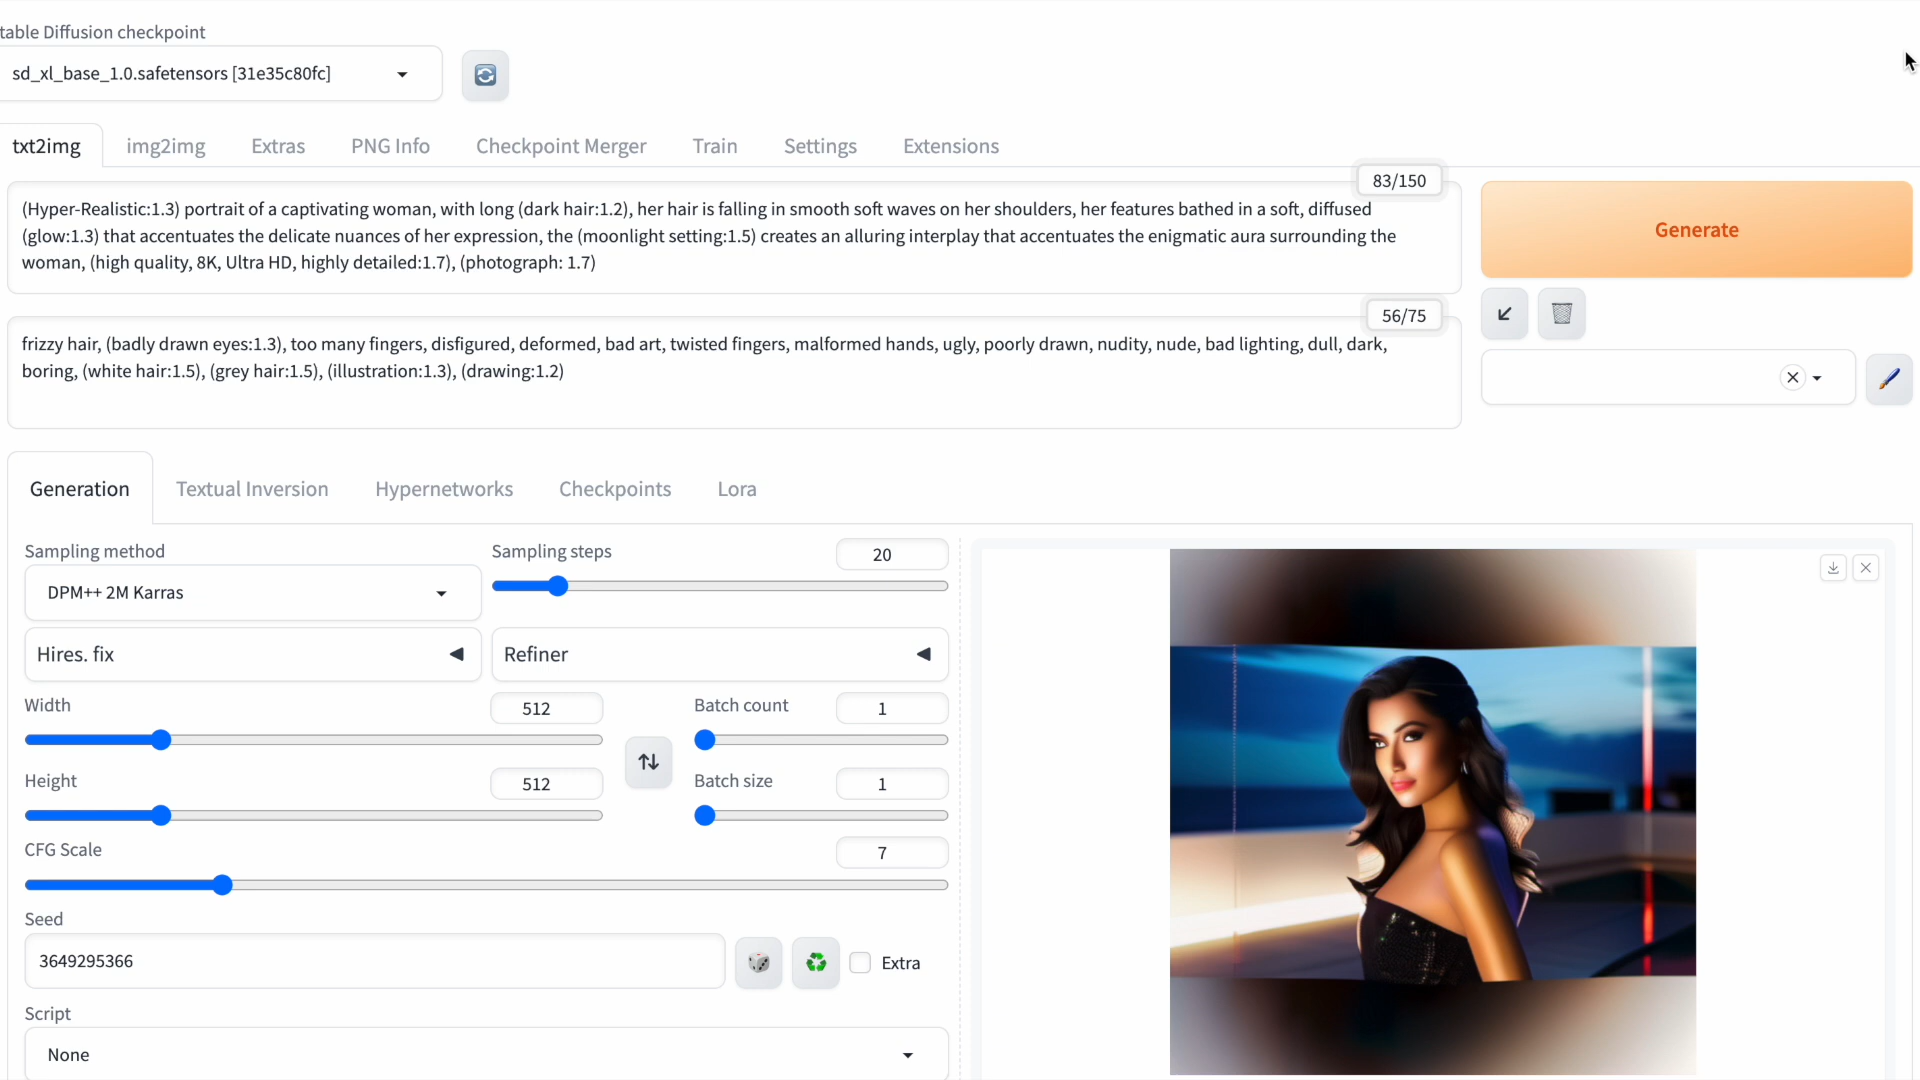 table Diffusion checkpoint
sd_xl_base_1.0.safetensors [31e35c80fc]
txt2img
img2img
Extras
PNG Info
Checkpoint Merger
Train
Settings
Extensions
83/150
(Hyper-Realistic:1.3) portrait of a captivating woman, with long (dark hair:1.2), her hair is falling in smooth soft waves on her shoulders, her features bathed in a soft, diffused
(glow:1.3) that accentuates the delicate nuances of her expression, the (moonlight setting:1.5) creates an alluring interplay that accentuates the enigmatic aura surrounding the
woman, (high quality, 8K, Ultra HD, highly detailed:1.7), (photograph: 1.7)
Generate
56/75
frizzy hair, (badly drawn eyes:1.3), too many fingers, disfigured, deformed, bad art, twisted fingers, malformed hands, ugly, poorly drawn, nudity, nude, bad lighting, dull, dark,
boring, (white hair:1.5), (grey hair:1.5), (illustration:1.3), (drawing:1.2)
Generation
Textual Inversion
Hypernetworks
Checkpoints
Lora
Sampling method
DPM++ 2M Karras
Sampling steps
20
Hires. fix
Refiner
Width
512
Batch count
1
Height
512
Batch size
1
CFG Scale
7
Seed
3649295366
Extra
Script
None